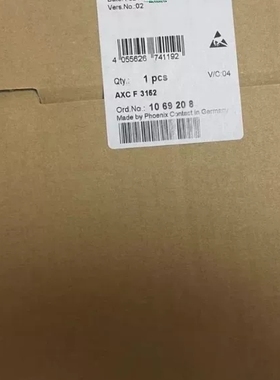 Vers.No.:02
4 055626 741192
Qty.: 1 pcs
V/C:04
AXC F 3152
Ord.No.: 10 69 20 8
Made by Phoenix Contact in Germany